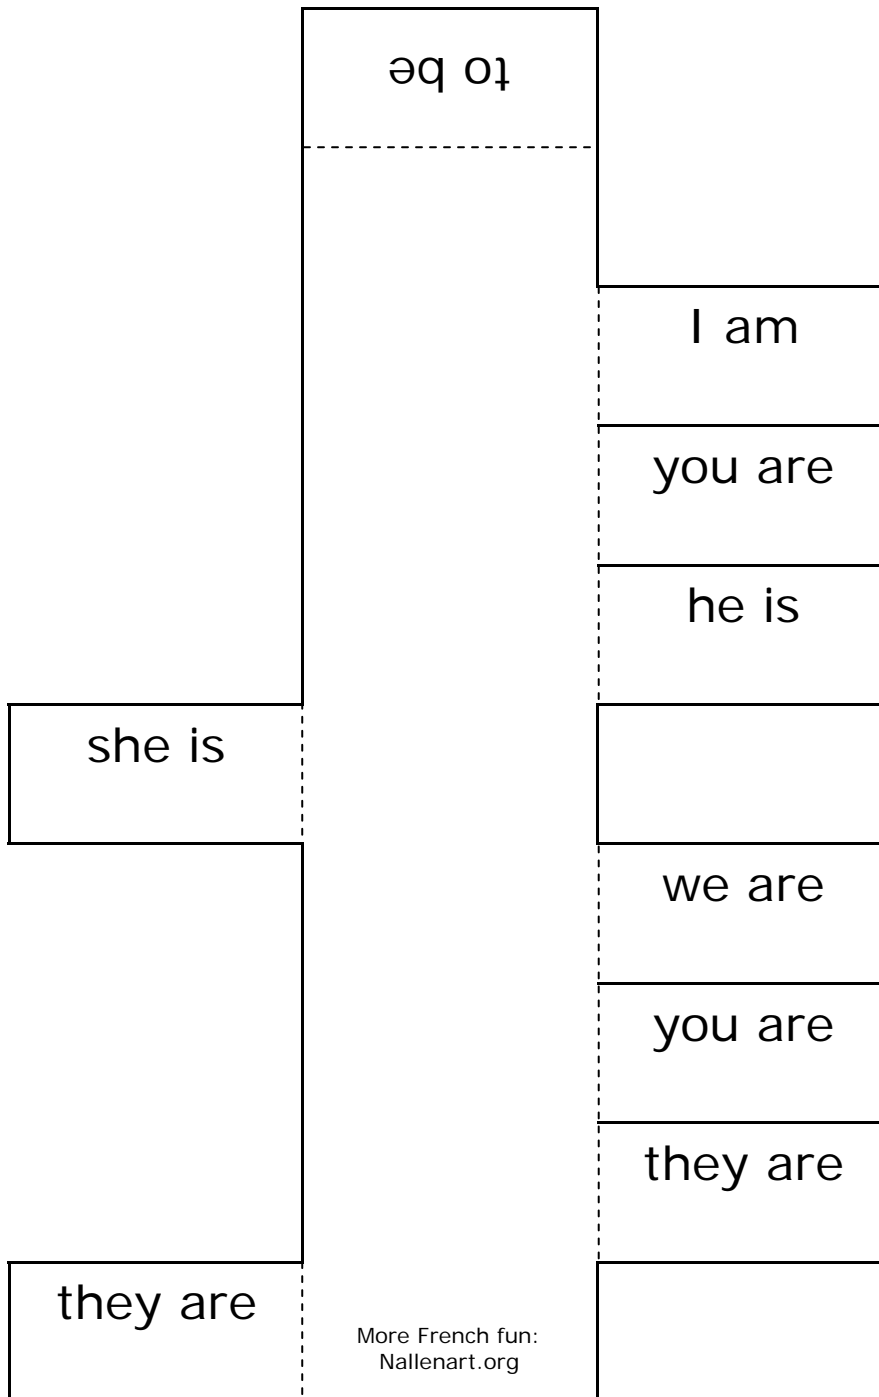 to be
I am
you are
he is
she is
we are
you are
they are
they are
More French fun:
Nallenart.org